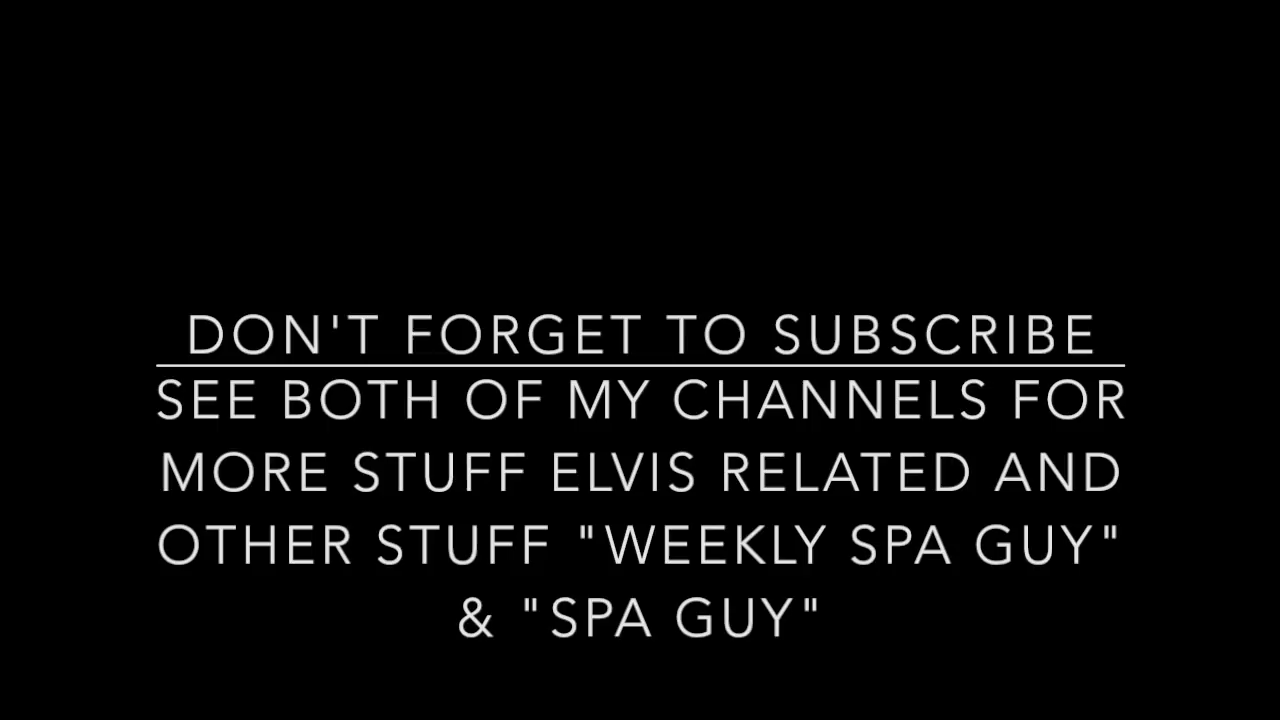 DON'T FORGET TO SUBSCRIBE
SEE BOTH OF MY CHANNELS FOR
MORE STUFF ELVIS RELATED AND
OTHER STUFF "WEEKLY SPA GUY"
& "SPA GUY"